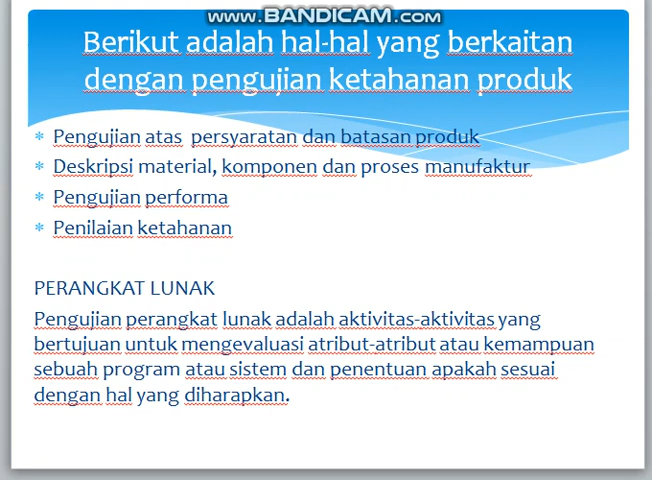 www.BANDICAM.com
Berikut adalah hal-hal yang berkaitan
dengan pengujian ketahanan produk
* Pengujian atas persyaratan dan batasan produk
* Deskripsi material, komponen dan proses manufaktur
* Pengujian performa
* Penilaian ketahanan
PERANGKAT LUNAK
Pengujian perangkat lunak adalah aktivitas-aktivitas yang
bertujuan untuk mengevaluasi atribut-atribut atau kemampuan
sebuah program atau sistem dan penentuan apakah sesuai
dengan hal yang diharapkan.